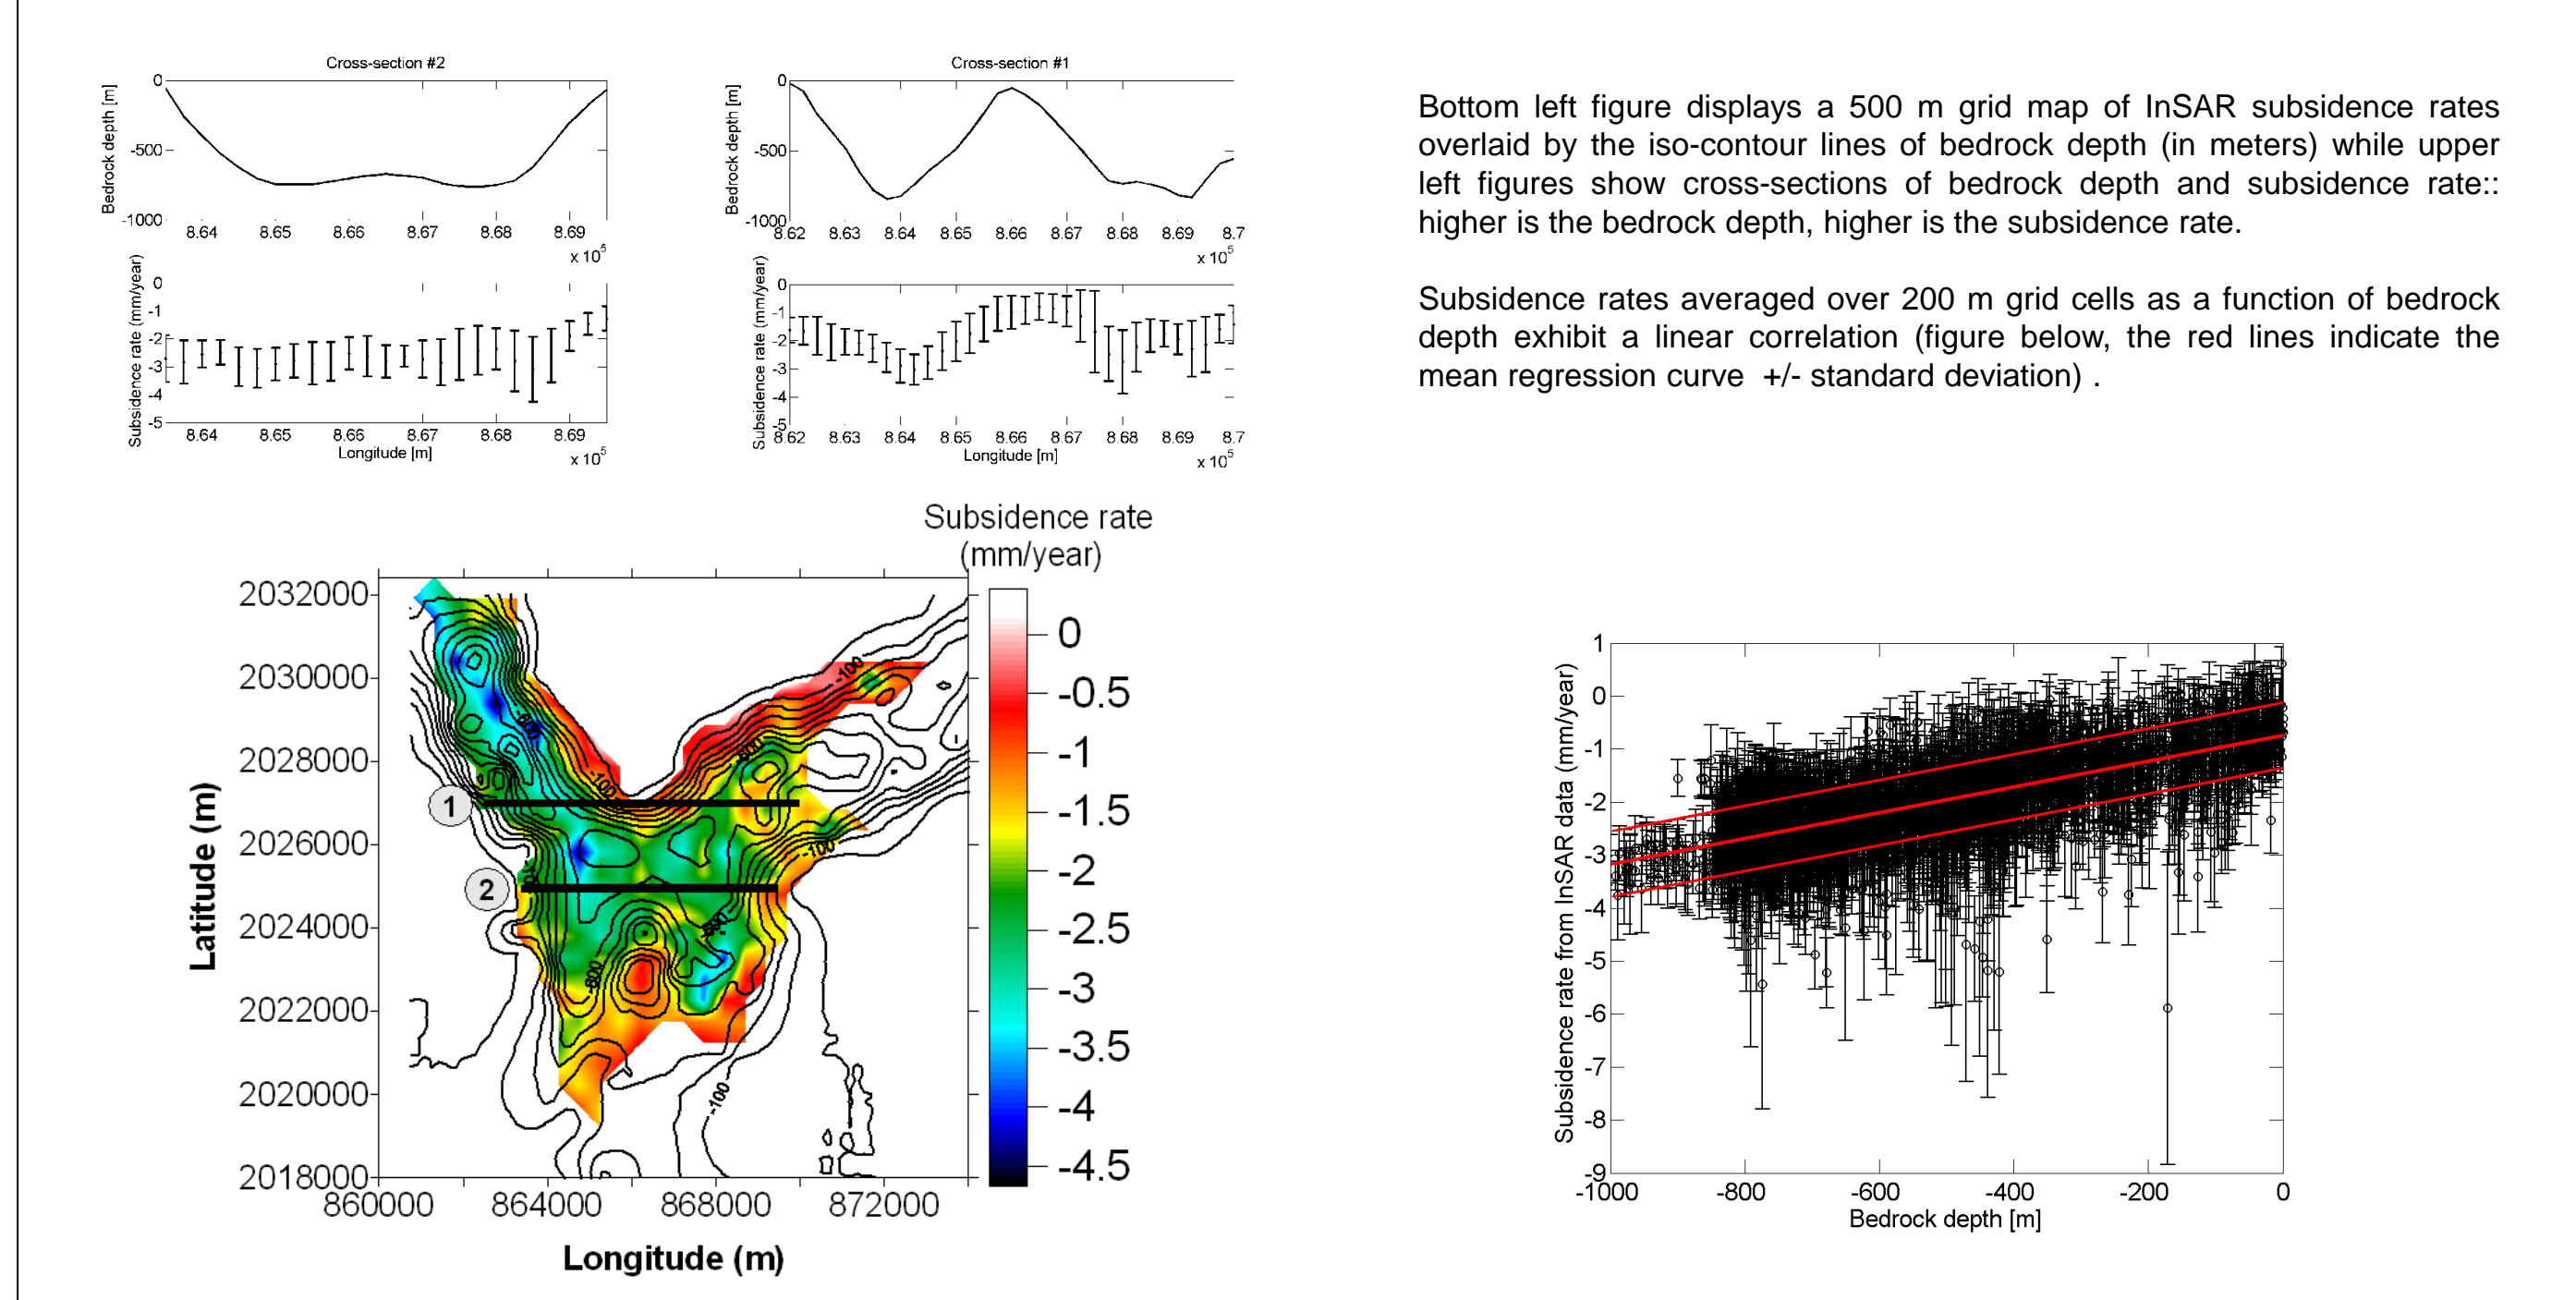 Cross-section #2
Bedrock depth [m]
0
-500
-1000
8.64 8.65 8.66 8.67 8.68 8.69
x 10^5
Subsidence rate (mm/year)
0
-1
-2
-3
-4
-5
8.64 8.65 8.66 8.67 8.68 8.69
Longitude [m]
x 10^5
Cross-section #1
Bedrock depth [m]
0
-500
-1000
8.62 8.63 8.64 8.65 8.66 8.67 8.68 8.69 8.7
x 10^5
Subsidence rate (mm/year)
0
-1
-2
-3
-4
-5
8.62 8.63 8.64 8.65 8.66 8.67 8.68 8.69 8.7
Longitude [m]
x 10^5
Bottom left figure displays a 500 m grid map of InSAR subsidence rates
overlaid by the iso-contour lines of bedrock depth (in meters) while upper
left figures show cross-sections of bedrock depth and subsidence rate::
higher is the bedrock depth, higher is the subsidence rate.
Subsidence rates averaged over 200 m grid cells as a function of bedrock
depth exhibit a linear correlation (figure below, the red lines indicate the
mean regression curve +/- standard deviation) .
Subsidence rate
(mm/year)
0
-0.5
-1
-1.5
-2
-2.5
-3
-3.5
-4
-4.5
Latitude (m)
2032000
2030000
2028000
2026000
2024000
2022000
2020000
2018000
860000 864000 868000 872000
Longitude (m)
1
2
-100
-100
-100
-100
-600
Subsidence rate from InSAR data (mm/year)
1
0
-1
-2
-3
-4
-5
-6
-7
-8
-9
-1000 -800 -600 -400 -200 0
Bedrock depth [m]